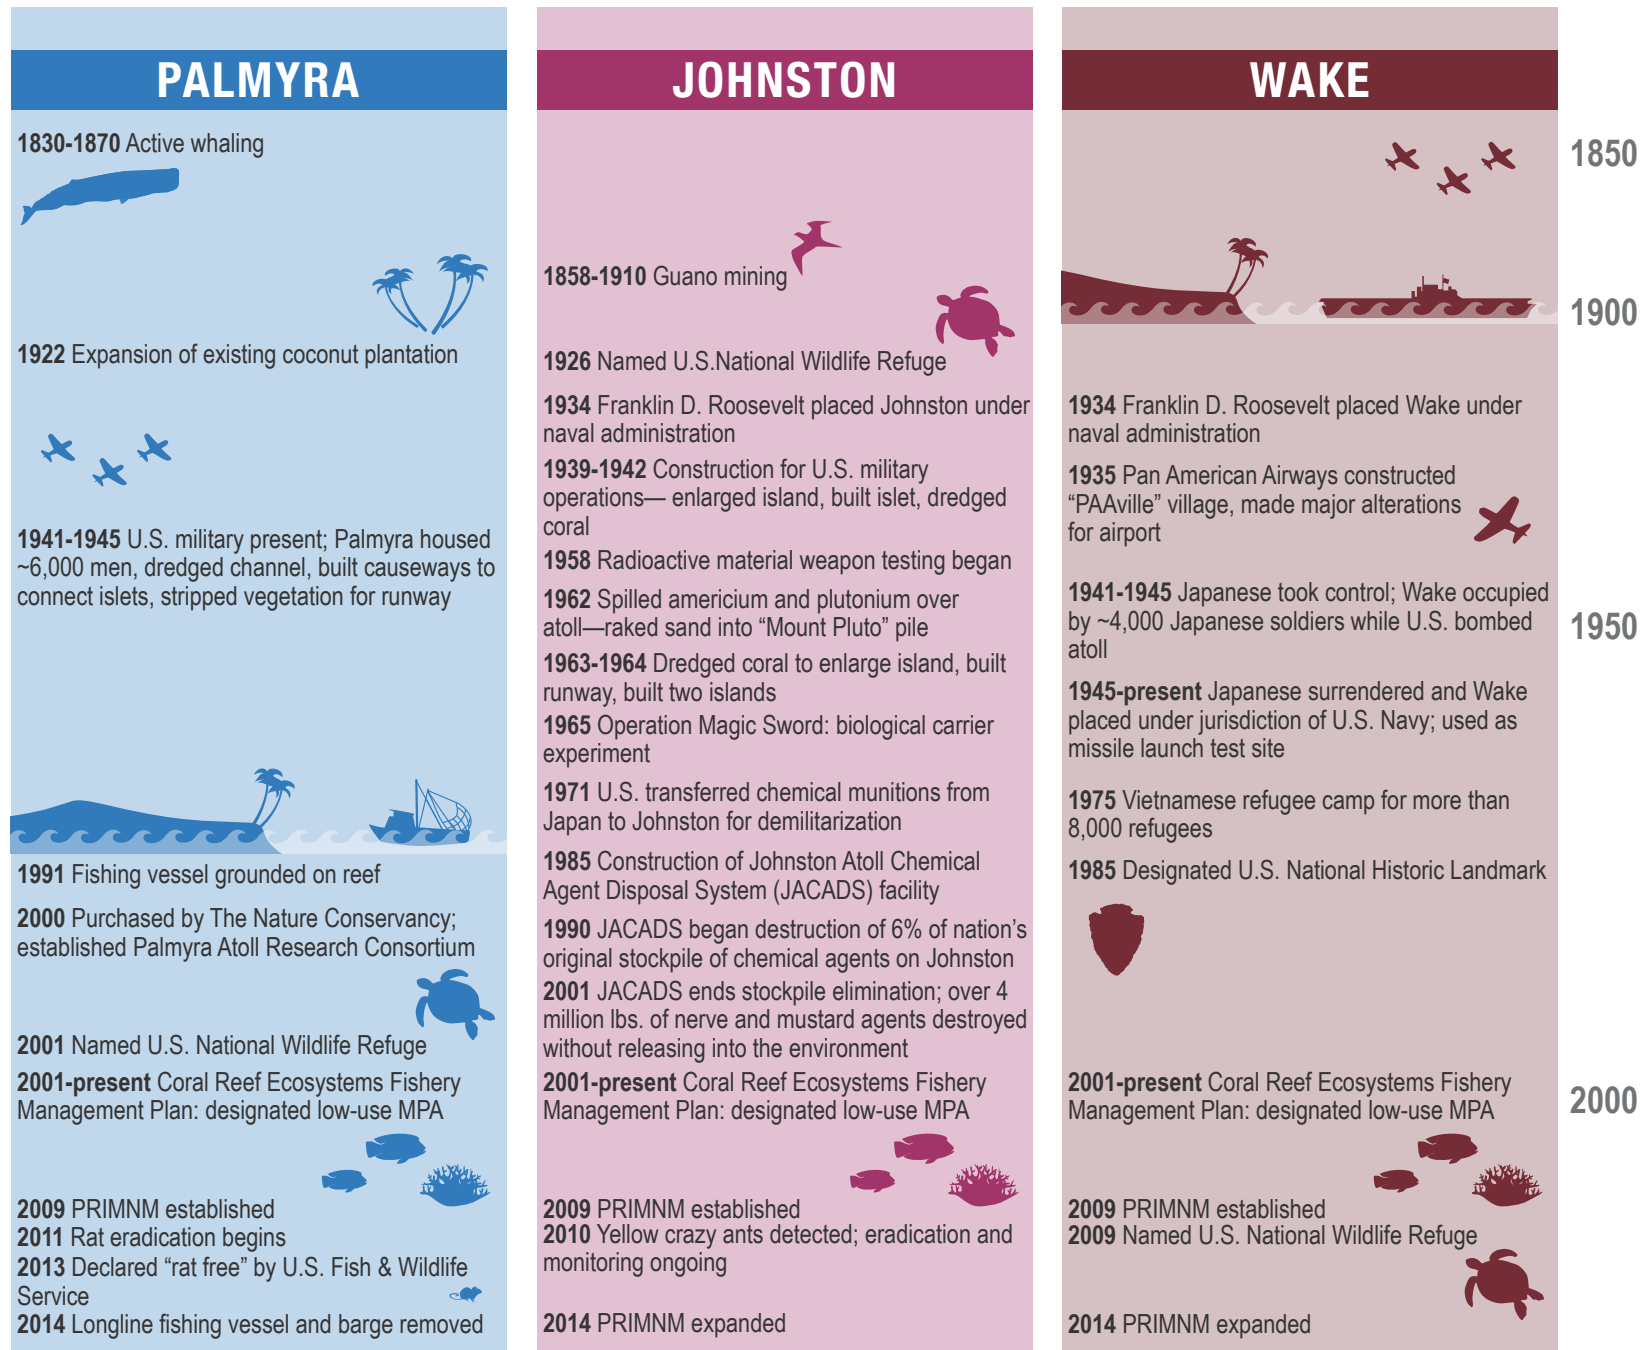 PALMYRA
1830-1870 Active whaling
1922 Expansion of existing coconut plantation
1941-1945 U.S. military present; Palmyra housed
~6,000 men, dredged channel, built causeways to
connect islets, stripped vegetation for runway
1991 Fishing vessel grounded on reef
2000 Purchased by The Nature Conservancy;
established Palmyra Atoll Research Consortium
2001 Named U.S. National Wildlife Refuge
2001-present Coral Reef Ecosystems Fishery
Management Plan: designated low-use MPA
2009 PRIMNM established
2011 Rat eradication begins
2013 Declared “rat free” by U.S. Fish & Wildlife
Service
2014 Longline fishing vessel and barge removed
JOHNSTON
1858-1910 Guano mining
1926 Named U.S.National Wildlife Refuge
1934 Franklin D. Roosevelt placed Johnston under
naval administration
1939-1942 Construction for U.S. military
operations— enlarged island, built islet, dredged
coral
1958 Radioactive material weapon testing began
1962 Spilled americium and plutonium over
atoll—raked sand into “Mount Pluto” pile
1963-1964 Dredged coral to enlarge island, built
runway, built two islands
1965 Operation Magic Sword: biological carrier
experiment
1971 U.S. transferred chemical munitions from
Japan to Johnston for demilitarization
1985 Construction of Johnston Atoll Chemical
Agent Disposal System (JACADS) facility
1990 JACADS began destruction of 6% of nation’s
original stockpile of chemical agents on Johnston
2001 JACADS ends stockpile elimination; over 4
million lbs. of nerve and mustard agents destroyed
without releasing into the environment
2001-present Coral Reef Ecosystems Fishery
Management Plan: designated low-use MPA
2009 PRIMNM established
2010 Yellow crazy ants detected; eradication and
monitoring ongoing
2014 PRIMNM expanded
WAKE
1934 Franklin D. Roosevelt placed Wake under
naval administration
1935 Pan American Airways constructed
“PAAville” village, made major alterations
for airport
1941-1945 Japanese took control; Wake occupied
by ~4,000 Japanese soldiers while U.S. bombed
atoll
1945-present Japanese surrendered and Wake
placed under jurisdiction of U.S. Navy; used as
missile launch test site
1975 Vietnamese refugee camp for more than
8,000 refugees
1985 Designated U.S. National Historic Landmark
2001-present Coral Reef Ecosystems Fishery
Management Plan: designated low-use MPA
2009 PRIMNM established
2009 Named U.S. National Wildlife Refuge
2014 PRIMNM expanded
1850
1900
1950
2000